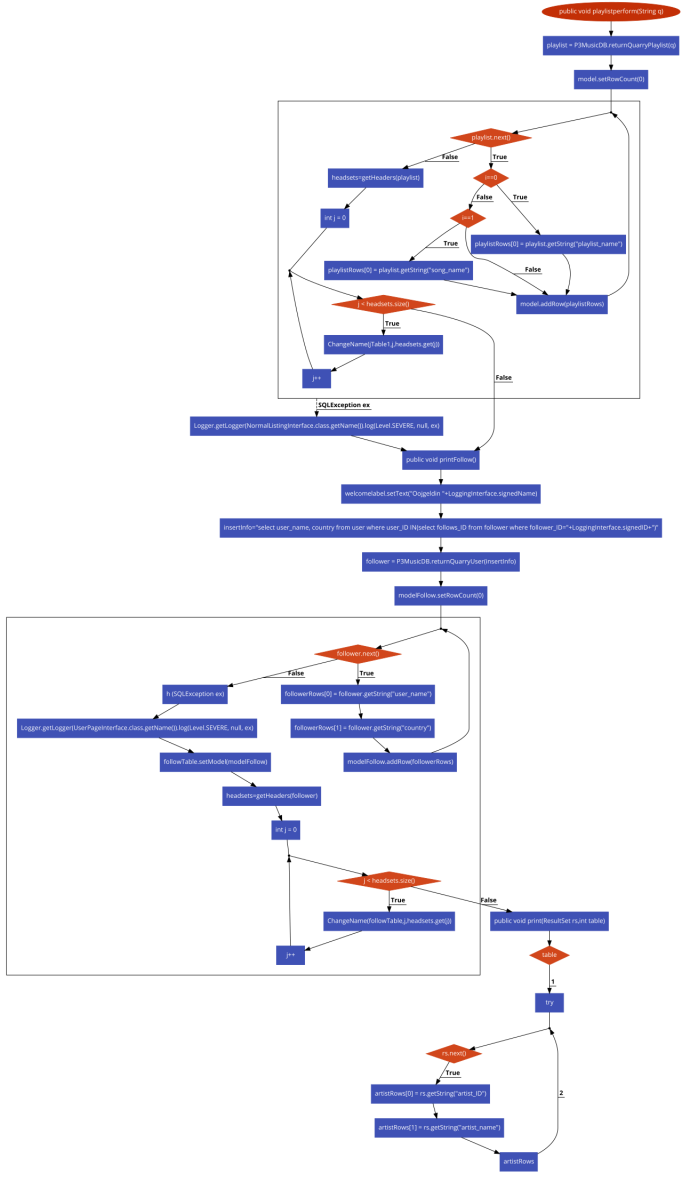 public void playlistperform(String q)
playlist = P3MusicDB.returnQuarryPlaylist(q)
model.setRowCount(0)
playlist.next()
False
True
headsets=getHeaders(playlist)
i==0
False
True
int j = 0
i==1
playlistRows[0] = playlist.getString("playlist_name")
True
False
playlistRows[0] = playlist.getString("song_name")
j < headsets.size()
model.addRow(playlistRows)
True
ChangeName(jTable1,j,headsets.get(j))
j++
False
SQLException ex
Logger.getLogger(NormalListingInterface.class.getName()).log(Level.SEVERE, null, ex)
public void printFollow()
welcomelabel.setText("Oojgeldin "+LoggingInterface.signedName)
insertInfo="select user_name, country from user where user_ID IN(select follows_ID from follower where follower_ID="+LoggingInterface.signedID+")"
follower = P3MusicDB.returnQuarryUser(insertInfo)
modelFollow.setRowCount(0)
follower.next()
False
True
h (SQLException ex)
followerRows[0] = follower.getString("user_name")
Logger.getLogger(UserPageInterface.class.getName()).log(Level.SEVERE, null, ex)
followerRows[1] = follower.getString("country")
followTable.setModel(modelFollow)
modelFollow.addRow(followerRows)
headsets=getHeaders(follower)
int j = 0
j < headsets.size()
True
False
ChangeName(followTable,j,headsets.get(j))
public void print(ResultSet rs,int table)
j++
table
1
try
rs.next()
True
artistRows[0] = rs.getString("artist_ID")
2
artistRows[1] = rs.getString("artist_name")
artistRows